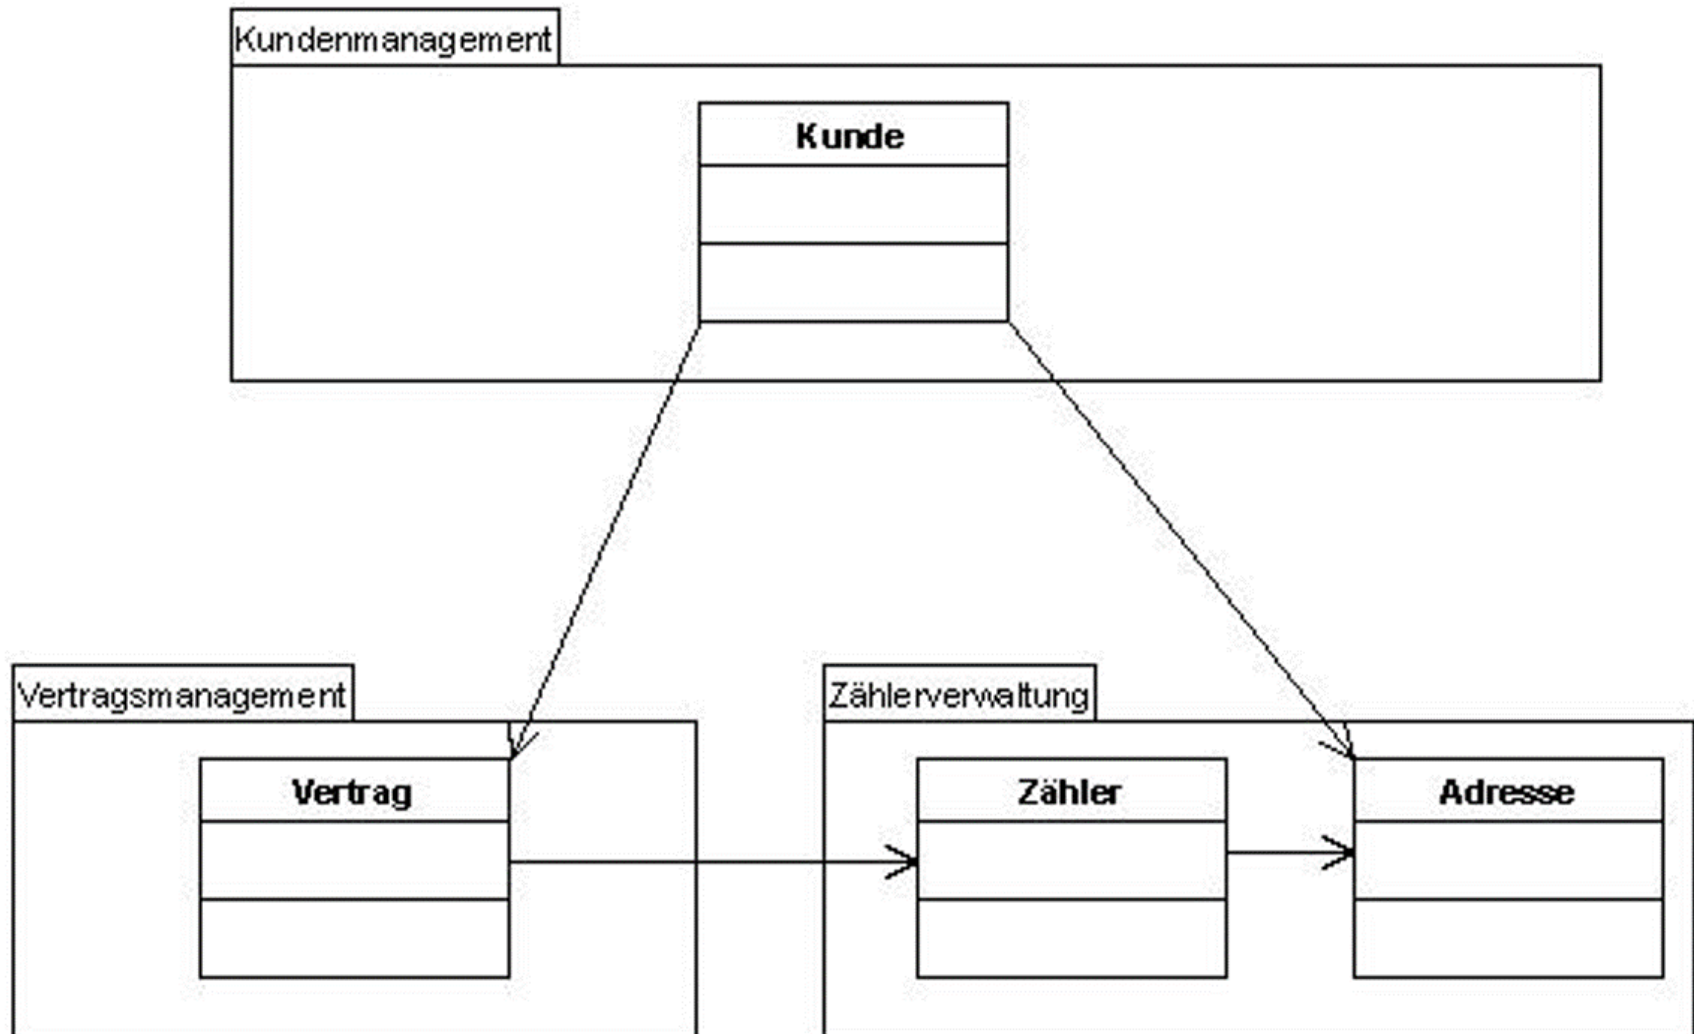 Kundenmanagement
Kunde
Vertragsmanagement
Zählerverwaltung
Vertrag
Zähler
Adresse